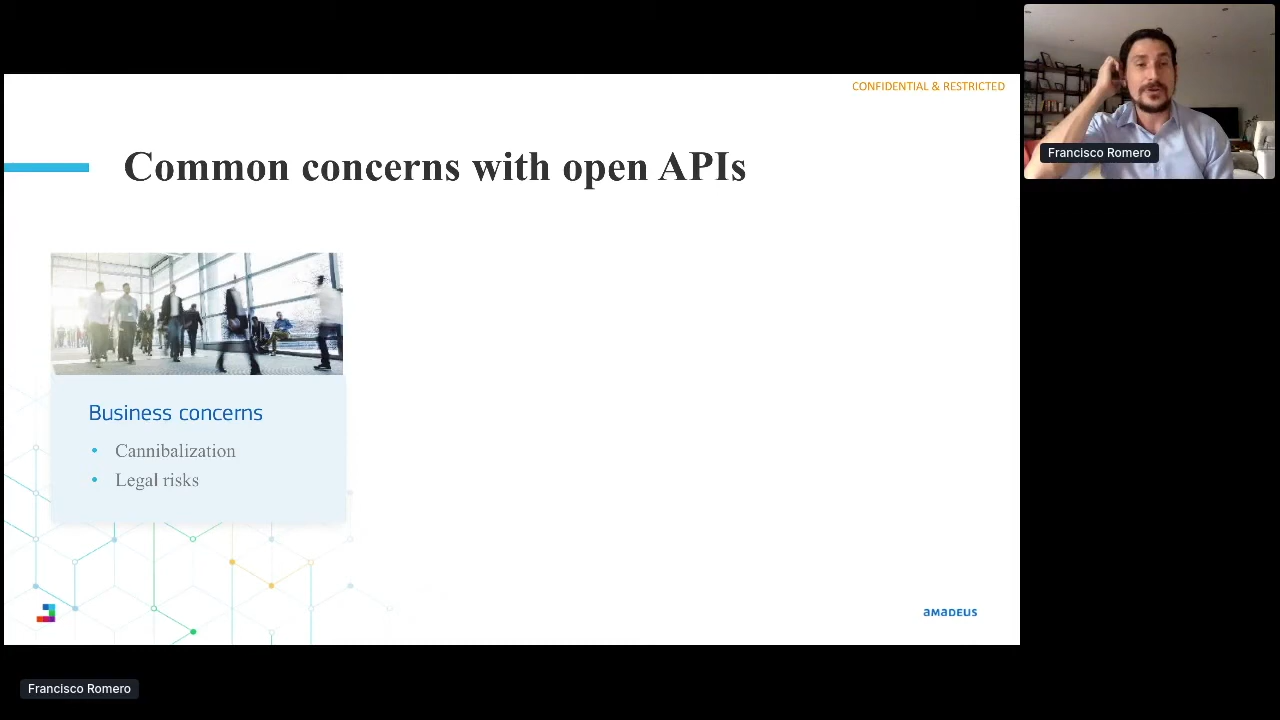 CONFIDENTIAL & RESTRICTED
Common concerns with open APIs
Francisco Romero
Business concerns
• Cannibalization
• Legal risks
amadeus
Francisco Romero